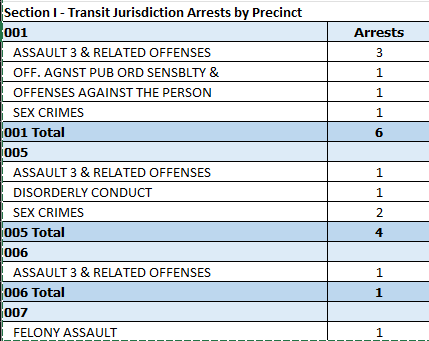 Section I - Transit Jurisdiction Arrests by Precinct
001 Arrests
ASSAULT 3 & RELATED OFFENSES 3
OFF. AGNST PUB ORD SENSBLTY & 1
OFFENSES AGAINST THE PERSON 1
SEX CRIMES 1
001 Total 6
005
ASSAULT 3 & RELATED OFFENSES 1
DISORDERLY CONDUCT 1
SEX CRIMES 2
005 Total 4
006
ASSAULT 3 & RELATED OFFENSES 1
006 Total 1
007
FELONY ASSAULT 1